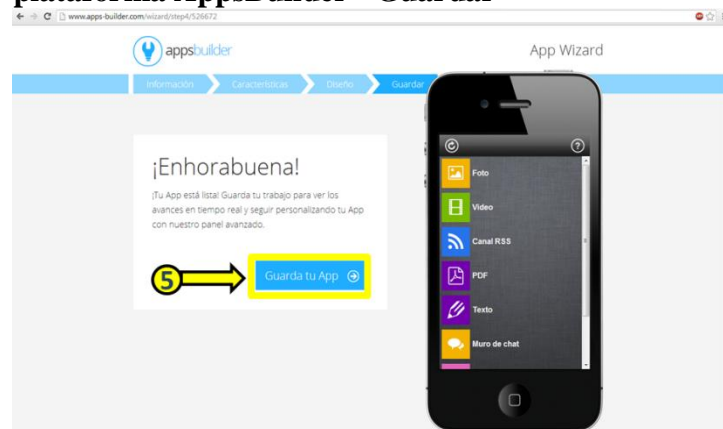 plataforma AppsBuilder - Guardar
www.apps-builder.com/wizard/step4/526672
appsbuilder
App Wizard
Información
Características
Diseño
Guardar
¡Enhorabuena!
¡Tu App está lista! Guarda tu trabajo para ver los
avances en tiempo real y seguir personalizando tu App
con nuestro panel avanzado.
5
Guarda tu App
Foto
Video
Canal RSS
PDF
Texto
Muro de chat